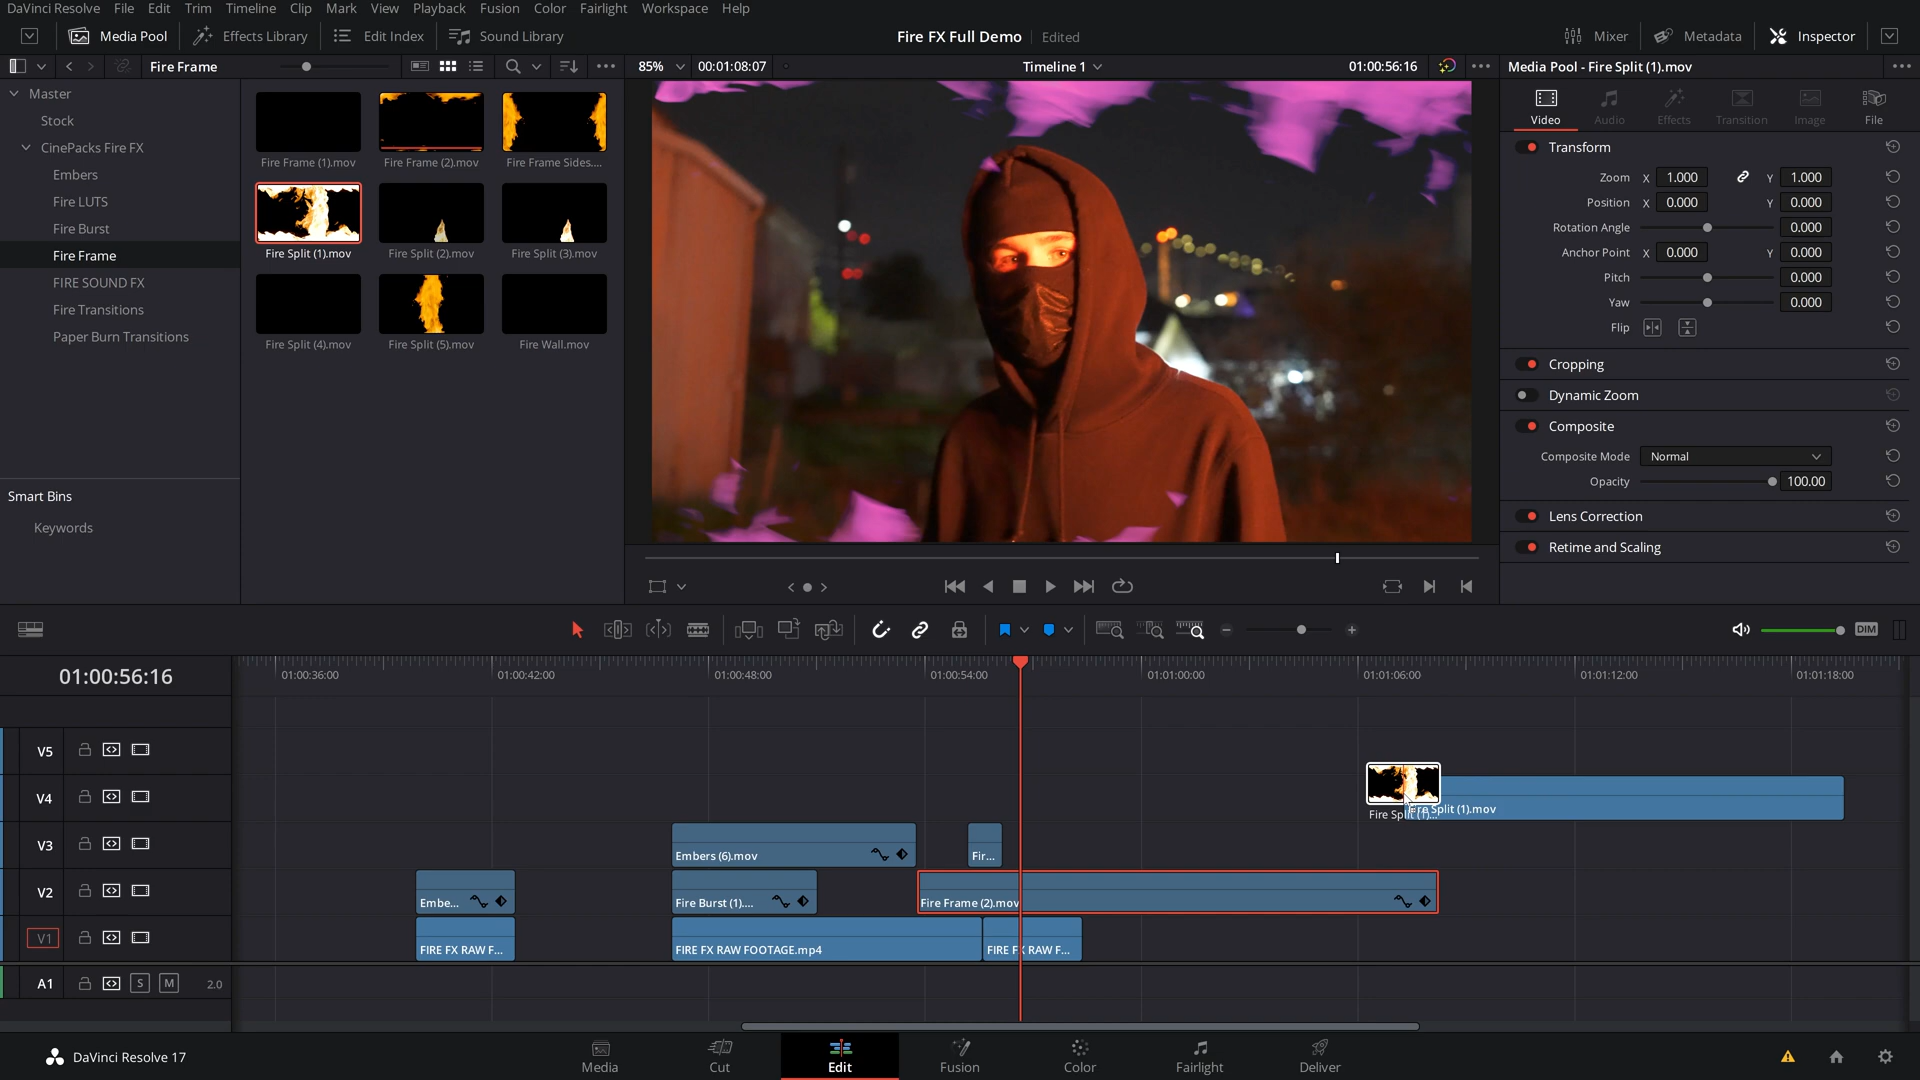 DaVinci Resolve File Edit Trim Timeline Clip Mark View Playback Fusion Color Fairlight Workspace Help
Media Pool Effects Library Edit Index Sound Library Fire FX Full Demo Edited Mixer Metadata Inspector
Fire Frame 85% 00:01:08:07 Timeline 1 01:00:56:16 Media Pool - Fire Split (1).mov
Master
Stock
CinePacks Fire FX
Embers
Fire LUTS
Fire Burst
Fire Frame
FIRE SOUND FX
Fire Transitions
Paper Burn Transitions
Smart Bins
Keywords
Fire Frame (1).mov Fire Frame (2).mov Fire Frame Sides....
Fire Split (1).mov Fire Split (2).mov Fire Split (3).mov
Fire Split (4).mov Fire Split (5).mov Fire Wall.mov
Video Audio Effects Transition Image File
Transform
Zoom X 1.000 Y 1.000
Position X 0.000 Y 0.000
Rotation Angle 0.000
Anchor Point X 0.000 Y 0.000
Pitch 0.000
Yaw 0.000
Flip
Cropping
Dynamic Zoom
Composite
Composite Mode Normal
Opacity 100.00
Lens Correction
Retime and Scaling
DIM
01:00:56:16 01:00:36:00 01:00:42:00 01:00:48:00 01:00:54:00 01:01:00:00 01:01:06:00 01:01:12:00 01:01:18:00
V5
V4 Fire Split (1).mov
V3 Embers (6).mov Fir...
V2 Embe... Fire Burst (1).... Fire Frame (2).mov
V1 FIRE FX RAW F... FIRE FX RAW FOOTAGE.mp4 FIRE FX RAW F...
A1 S M 2.0
DaVinci Resolve 17 Media Cut Edit Fusion Color Fairlight Deliver